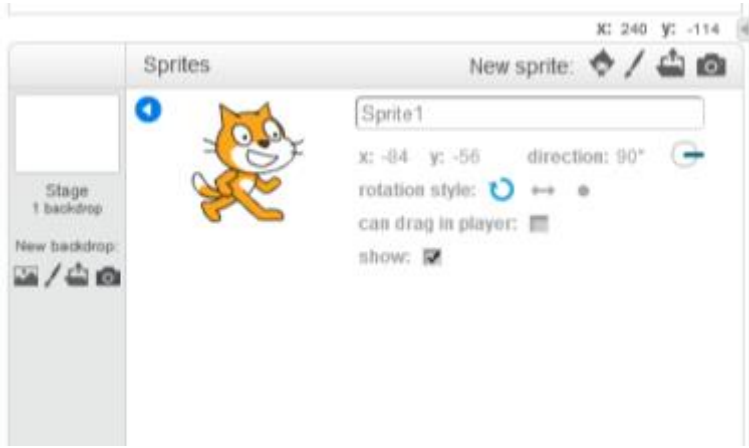 x: 240 y: -114
Sprites New sprite:
Sprite1
x: -84 y: -56 direction: 90°
rotation style:
can drag in player:
show:
Stage
1 backdrop
New backdrop: